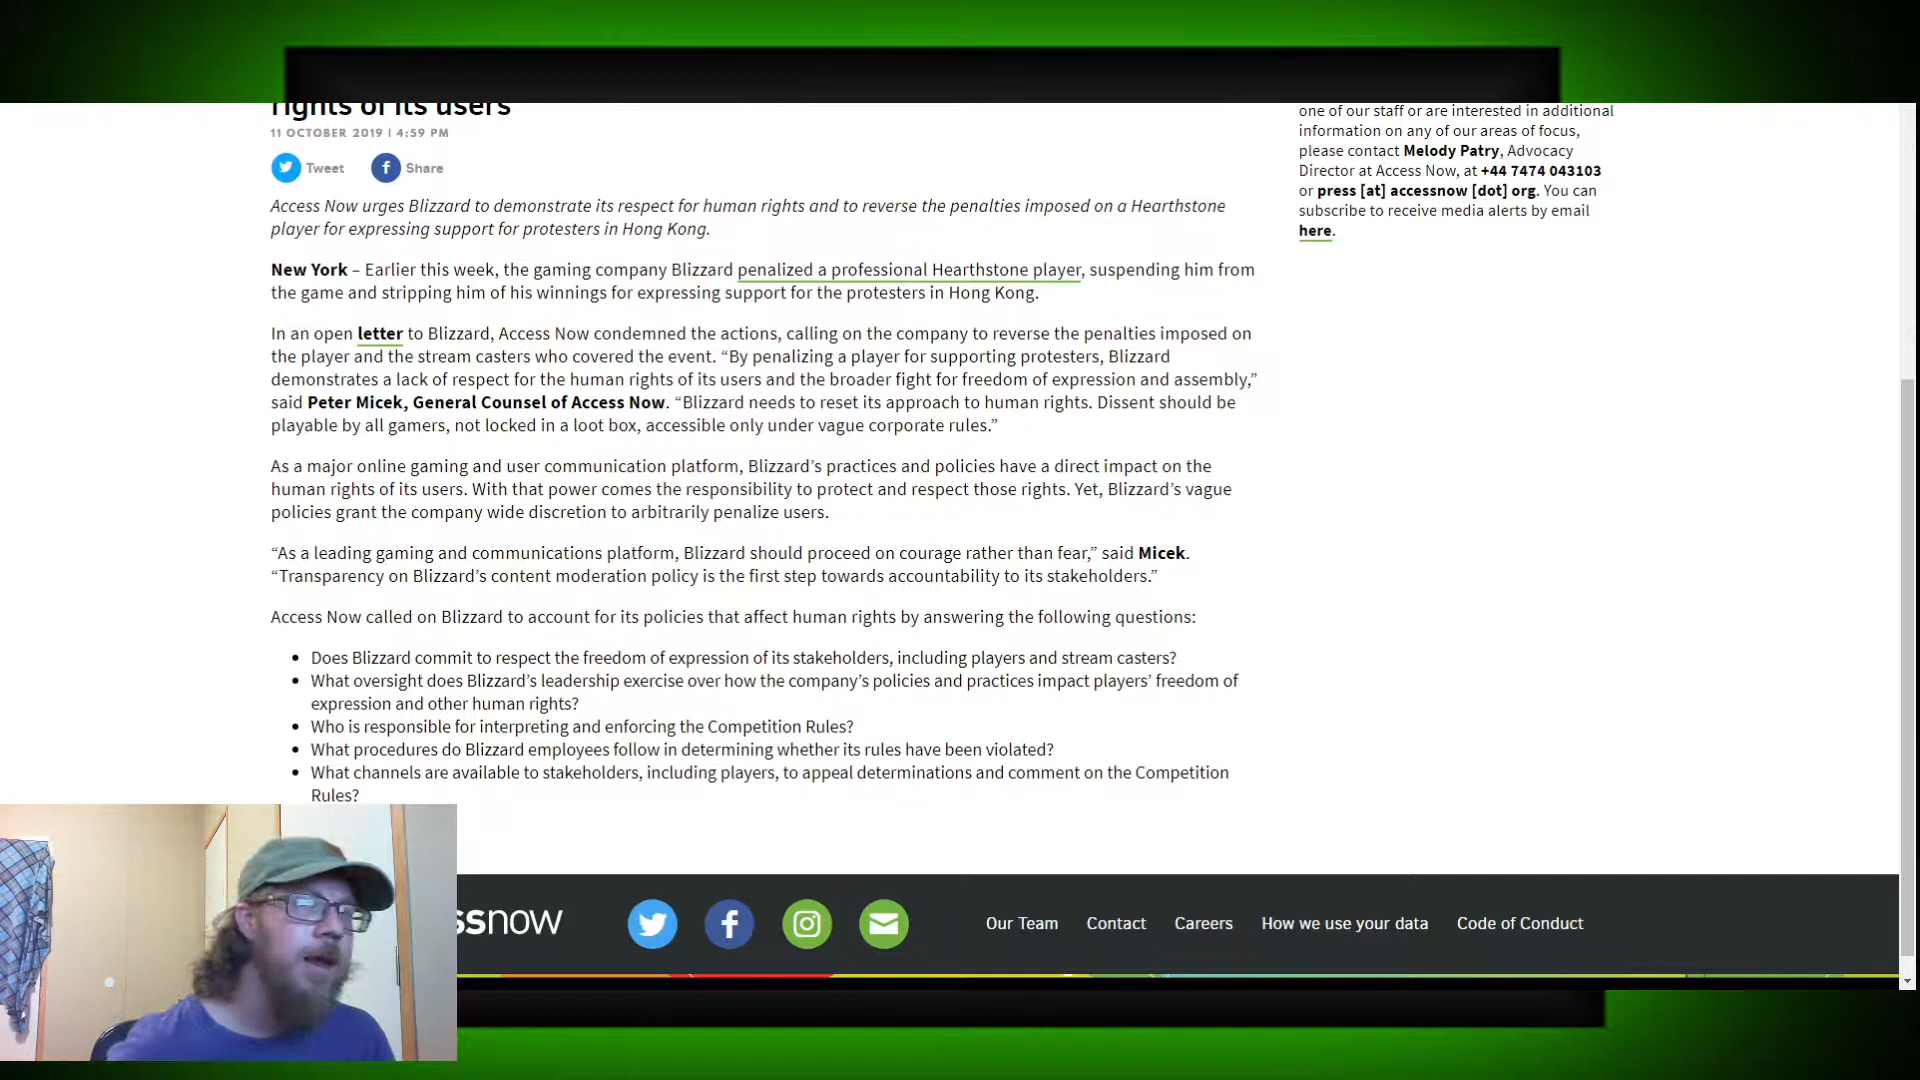 rights of its users
11 OCTOBER 2019 | 4:59 PM
Tweet
Share
Access Now urges Blizzard to demonstrate its respect for human rights and to reverse the penalties imposed on a Hearthstone
player for expressing support for protesters in Hong Kong.
New York – Earlier this week, the gaming company Blizzard penalized a professional Hearthstone player, suspending him from
the game and stripping him of his winnings for expressing support for the protesters in Hong Kong.
In an open letter to Blizzard, Access Now condemned the actions, calling on the company to reverse the penalties imposed on
the player and the stream casters who covered the event. “By penalizing a player for supporting protesters, Blizzard
demonstrates a lack of respect for the human rights of its users and the broader fight for freedom of expression and assembly,”
said Peter Micek, General Counsel of Access Now. “Blizzard needs to reset its approach to human rights. Dissent should be
playable by all gamers, not locked in a loot box, accessible only under vague corporate rules.”
As a major online gaming and user communication platform, Blizzard’s practices and policies have a direct impact on the
human rights of its users. With that power comes the responsibility to protect and respect those rights. Yet, Blizzard’s vague
policies grant the company wide discretion to arbitrarily penalize users.
“As a leading gaming and communications platform, Blizzard should proceed on courage rather than fear,” said Micek.
“Transparency on Blizzard’s content moderation policy is the first step towards accountability to its stakeholders.”
Access Now called on Blizzard to account for its policies that affect human rights by answering the following questions:
• Does Blizzard commit to respect the freedom of expression of its stakeholders, including players and stream casters?
• What oversight does Blizzard’s leadership exercise over how the company’s policies and practices impact players’ freedom of
expression and other human rights?
• Who is responsible for interpreting and enforcing the Competition Rules?
• What procedures do Blizzard employees follow in determining whether its rules have been violated?
• What channels are available to stakeholders, including players, to appeal determinations and comment on the Competition
Rules?
one of our staff or are interested in additional
information on any of our areas of focus,
please contact Melody Patry, Advocacy
Director at Access Now, at +44 7474 043103
or press [at] accessnow [dot] org. You can
subscribe to receive media alerts by email
here.
ssnow
Our Team
Contact
Careers
How we use your data
Code of Conduct